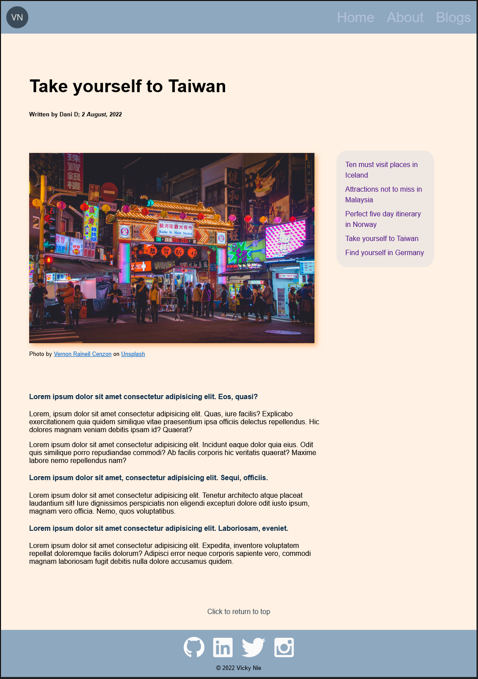 VN
Home About Blogs
Take yourself to Taiwan
Written by Dani D; 2 August, 2022
Ten must visit places in
Iceland
Attractions not to miss in
Malaysia
Perfect five day itinerary
in Norway
Take yourself to Taiwan
Find yourself in Germany
Photo by Vernon Raineil Cenzon on Unsplash
Lorem ipsum dolor sit amet consectetur adipisicing elit. Eos, quasi?
Lorem, ipsum dolor sit amet consectetur adipisicing elit. Quas, iure facilis? Explicabo
exercitationem quia quidem similique vitae praesentium ipsa officiis delectus repellendus. Hic
dolores magnam veniam debitis ipsam id? Quaerat?
Lorem ipsum dolor sit amet consectetur adipisicing elit. Incidunt eaque dolor quia eius. Odit
quis similique porro repudiandae commodi? Ab facilis corporis hic veritatis quaerat? Maxime
labore nemo repellendus nam?
Lorem ipsum dolor sit amet, consectetur adipisicing elit. Sequi, officiis.
Lorem ipsum dolor sit amet consectetur adipisicing elit. Tenetur architecto atque placeat
laudantium sit! Iure dignissimos perspiciatis non eligendi excepturi dolore odit iusto ipsum,
magnam vero officia. Nemo, quos voluptatibus.
Lorem ipsum dolor sit amet consectetur adipisicing elit. Laboriosam, eveniet.
Lorem ipsum dolor sit amet consectetur adipisicing elit. Expedita, inventore voluptatem
repellat doloremque facilis dolorum? Adipisci error neque corporis sapiente vero, commodi
magnam laboriosam fugit debitis nulla dolore accusamus quidem.
Click to return to top
in
© 2022 Vicky Nie